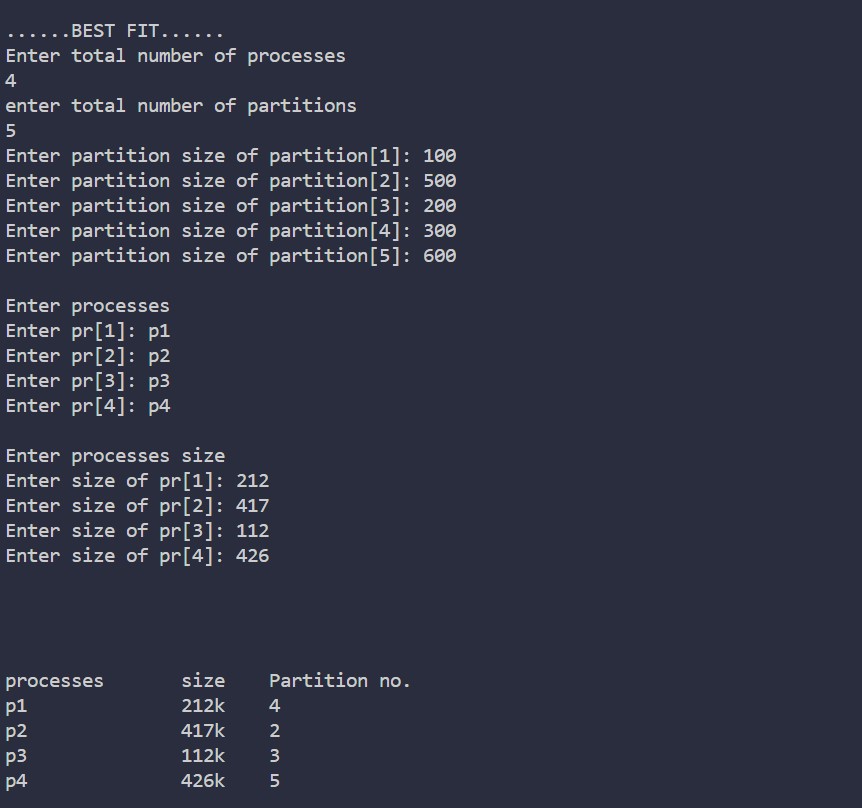 ......BEST FIT......
Enter total number of processes
4
enter total number of partitions
5
Enter partition size of partition[1]: 100
Enter partition size of partition[2]: 500
Enter partition size of partition[3]: 200
Enter partition size of partition[4]: 300
Enter partition size of partition[5]: 600
Enter processes
Enter pr[1]: p1
Enter pr[2]: p2
Enter pr[3]: p3
Enter pr[4]: p4
Enter processes size
Enter size of pr[1]: 212
Enter size of pr[2]: 417
Enter size of pr[3]: 112
Enter size of pr[4]: 426
processes size Partition no.
p1 212k 4
p2 417k 2
p3 112k 3
p4 426k 5